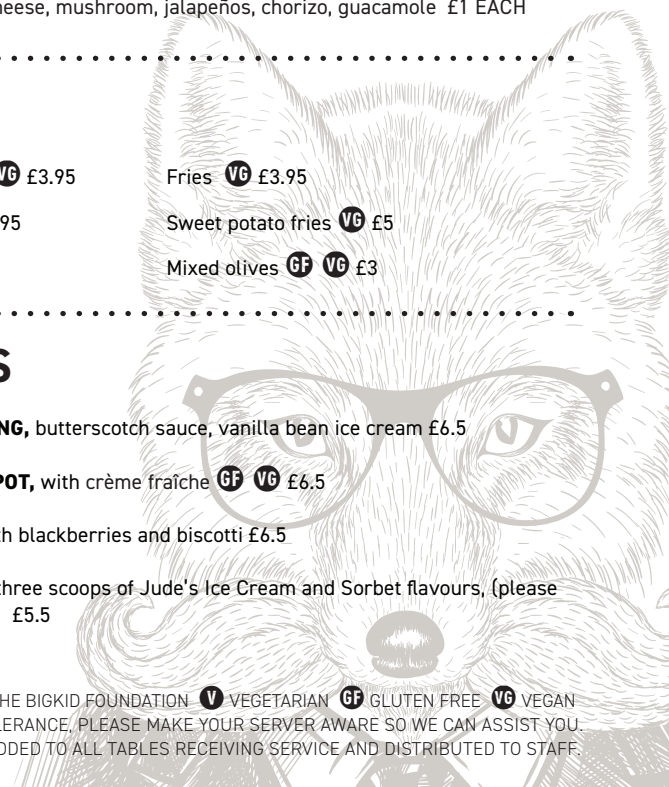 heese, mushroom, jalapeños, chorizo, guacamole £1 EACH
VG £3.95
Fries VG £3.95
95
Sweet potato fries VG £5
Mixed olives GF VG £3
S
NG, butterscotch sauce, vanilla bean ice cream £6.5
POT, with crème fraîche GF VG £6.5
th blackberries and biscotti £6.5
three scoops of Jude's Ice Cream and Sorbet flavours, (please
£5.5
HE BIGKID FOUNDATION V VEGETARIAN GF GLUTEN FREE VG VEGAN
LERANCE, PLEASE MAKE YOUR SERVER AWARE SO WE CAN ASSIST YOU.
DDED TO ALL TABLES RECEIVING SERVICE AND DISTRIBUTED TO STAFF.